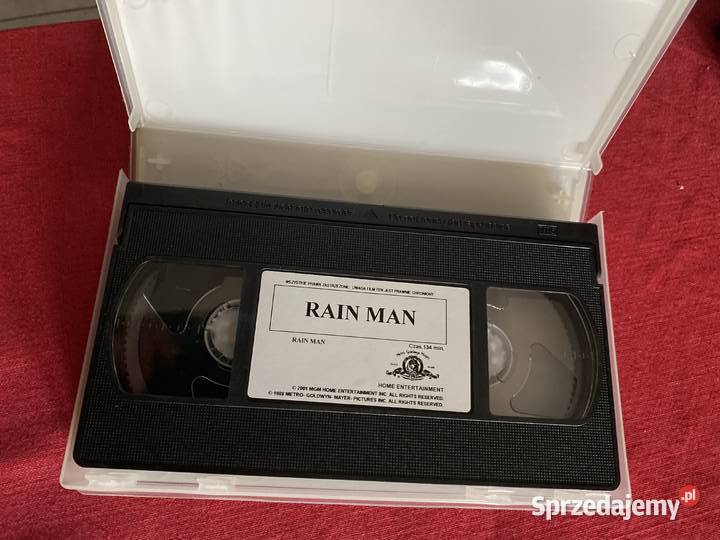 WSZYSTKIE PRAWA ZASTRZEŻONE. UWAGA FILM TEN JEST PRAWNIE CHRONIONY
RAIN MAN
RAIN MAN
Czas.134 min.
HOME ENTERTAINMENT
© 2001 MGM HOME ENTERTAINMENT INC. ALL RIGHTS RESERVED.
© 1988 METRO- GOLDWYN- MAYER- PICTURES INC. ALL RIGHTS RESERVED.
Sprzedajemy.pl